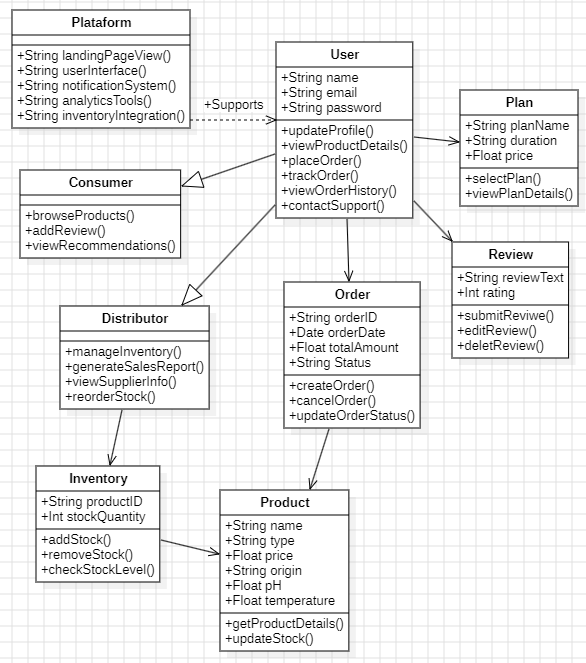 Plataform
+String landingPageView()
+String userInterface()
+String notificationSystem()
+String analyticsTools()
+String inventoryIntegration()
+Supports
User
+String name
+String email
+String password
+updateProfile()
+viewProductDetails()
+placeOrder()
+trackOrder()
+viewOrderHistory()
+contactSupport()
Plan
+String planName
+String duration
+Float price
+selectPlan()
+viewPlanDetails()
Consumer
+browseProducts()
+addReview()
+viewRecommendations()
Review
+String reviewText
+Int rating
+submitReviwe()
+editReview()
+deletReview()
Distributor
+manageInventory()
+generateSalesReport()
+viewSupplierInfo()
+reorderStock()
Order
+String orderID
+Date orderDate
+Float totalAmount
+String Status
+createOrder()
+cancelOrder()
+updateOrderStatus()
Inventory
+String productID
+Int stockQuantity
+addStock()
+removeStock()
+checkStockLevel()
Product
+String name
+String type
+Float price
+String origin
+Float pH
+Float temperature
+getProductDetails()
+updateStock()